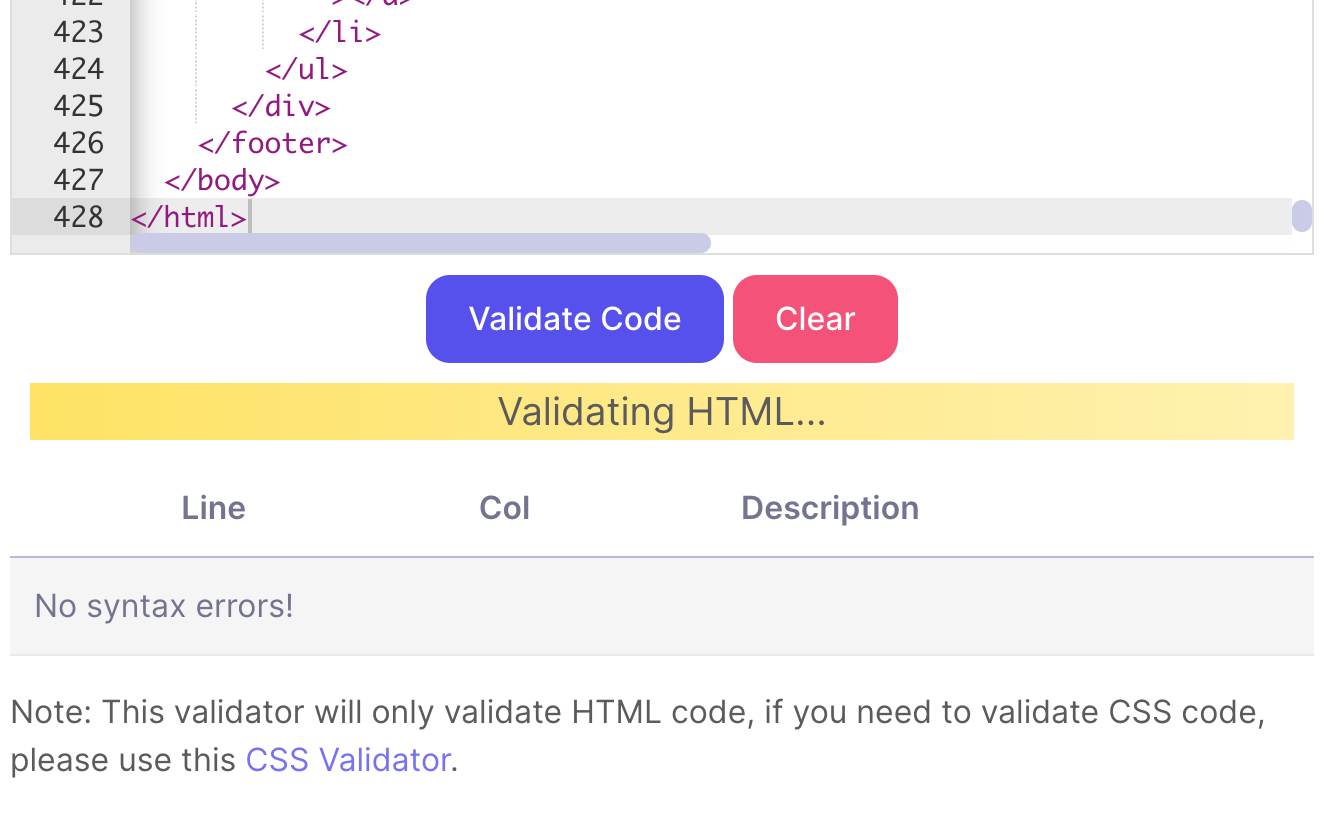 422 ></a>
423 </li>
424 </ul>
425 </div>
426 </footer>
427 </body>
428 </html>
Validate Code Clear
Validating HTML...
Line Col Description
No syntax errors!
Note: This validator will only validate HTML code, if you need to validate CSS code,
please use this CSS Validator.